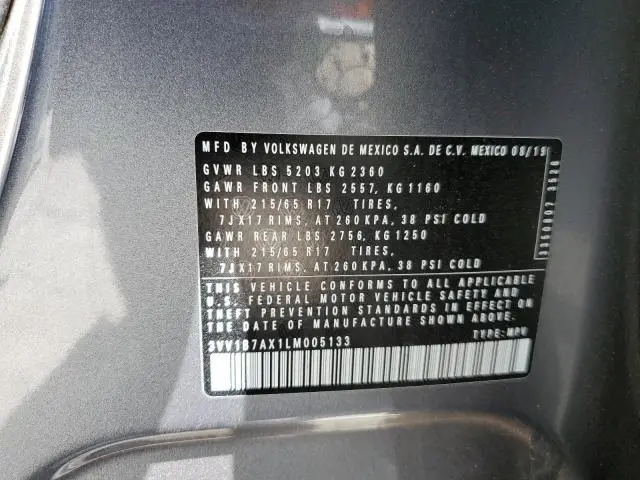 MFD BY VOLKSWAGEN DE MEXICO S.A. DE C.V. MEXICO 08/19
GVWR LBS 5203 KG 2360
GAWR FRONT LBS 2557, KG 1160
WITH 215/65 R17 TIRES,
7JX17 RIMS, AT 260 KPA, 38 PSI COLD
GAWR REAR LBS 2756, KG 1250
WITH 215/65 R17 TIRES,
7JX17 RIMS, AT 260 KPA, 38 PSI COLD
THIS VEHICLE CONFORMS TO ALL APPLICABLE
U.S. FEDERAL MOTOR VEHICLE SAFETY AND
THEFT PREVENTION STANDARDS IN EFFECT ON
THE DATE OF MANUFACTURE SHOWN ABOVE.
3VV1B7AX1LM005133 TYPE: MPV